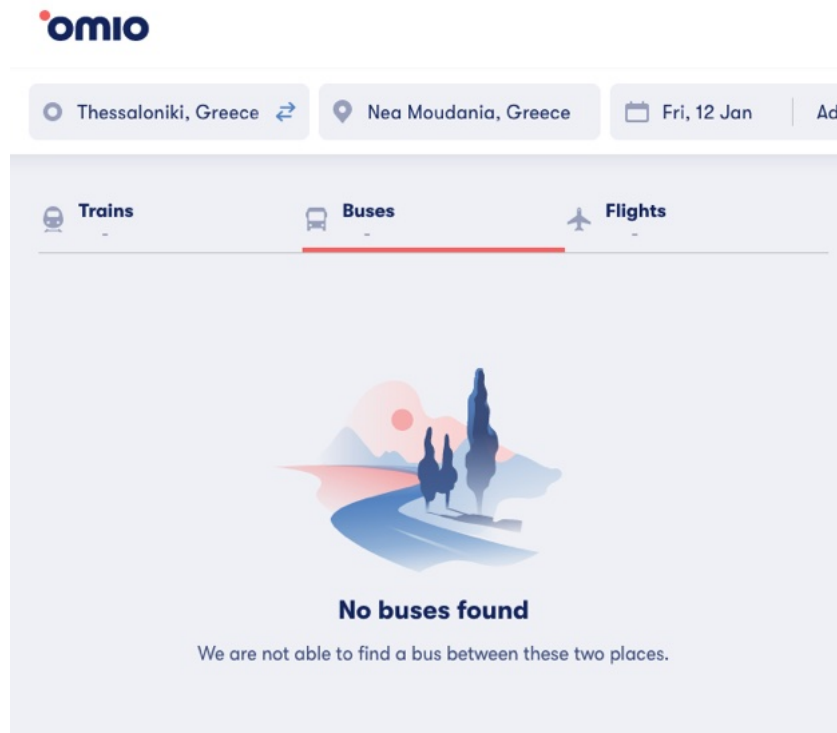 omio
Thessaloniki, Greece Nea Moudania, Greece Fri, 12 Jan Ad
Trains Buses Flights
- - -
No buses found
We are not able to find a bus between these two places.